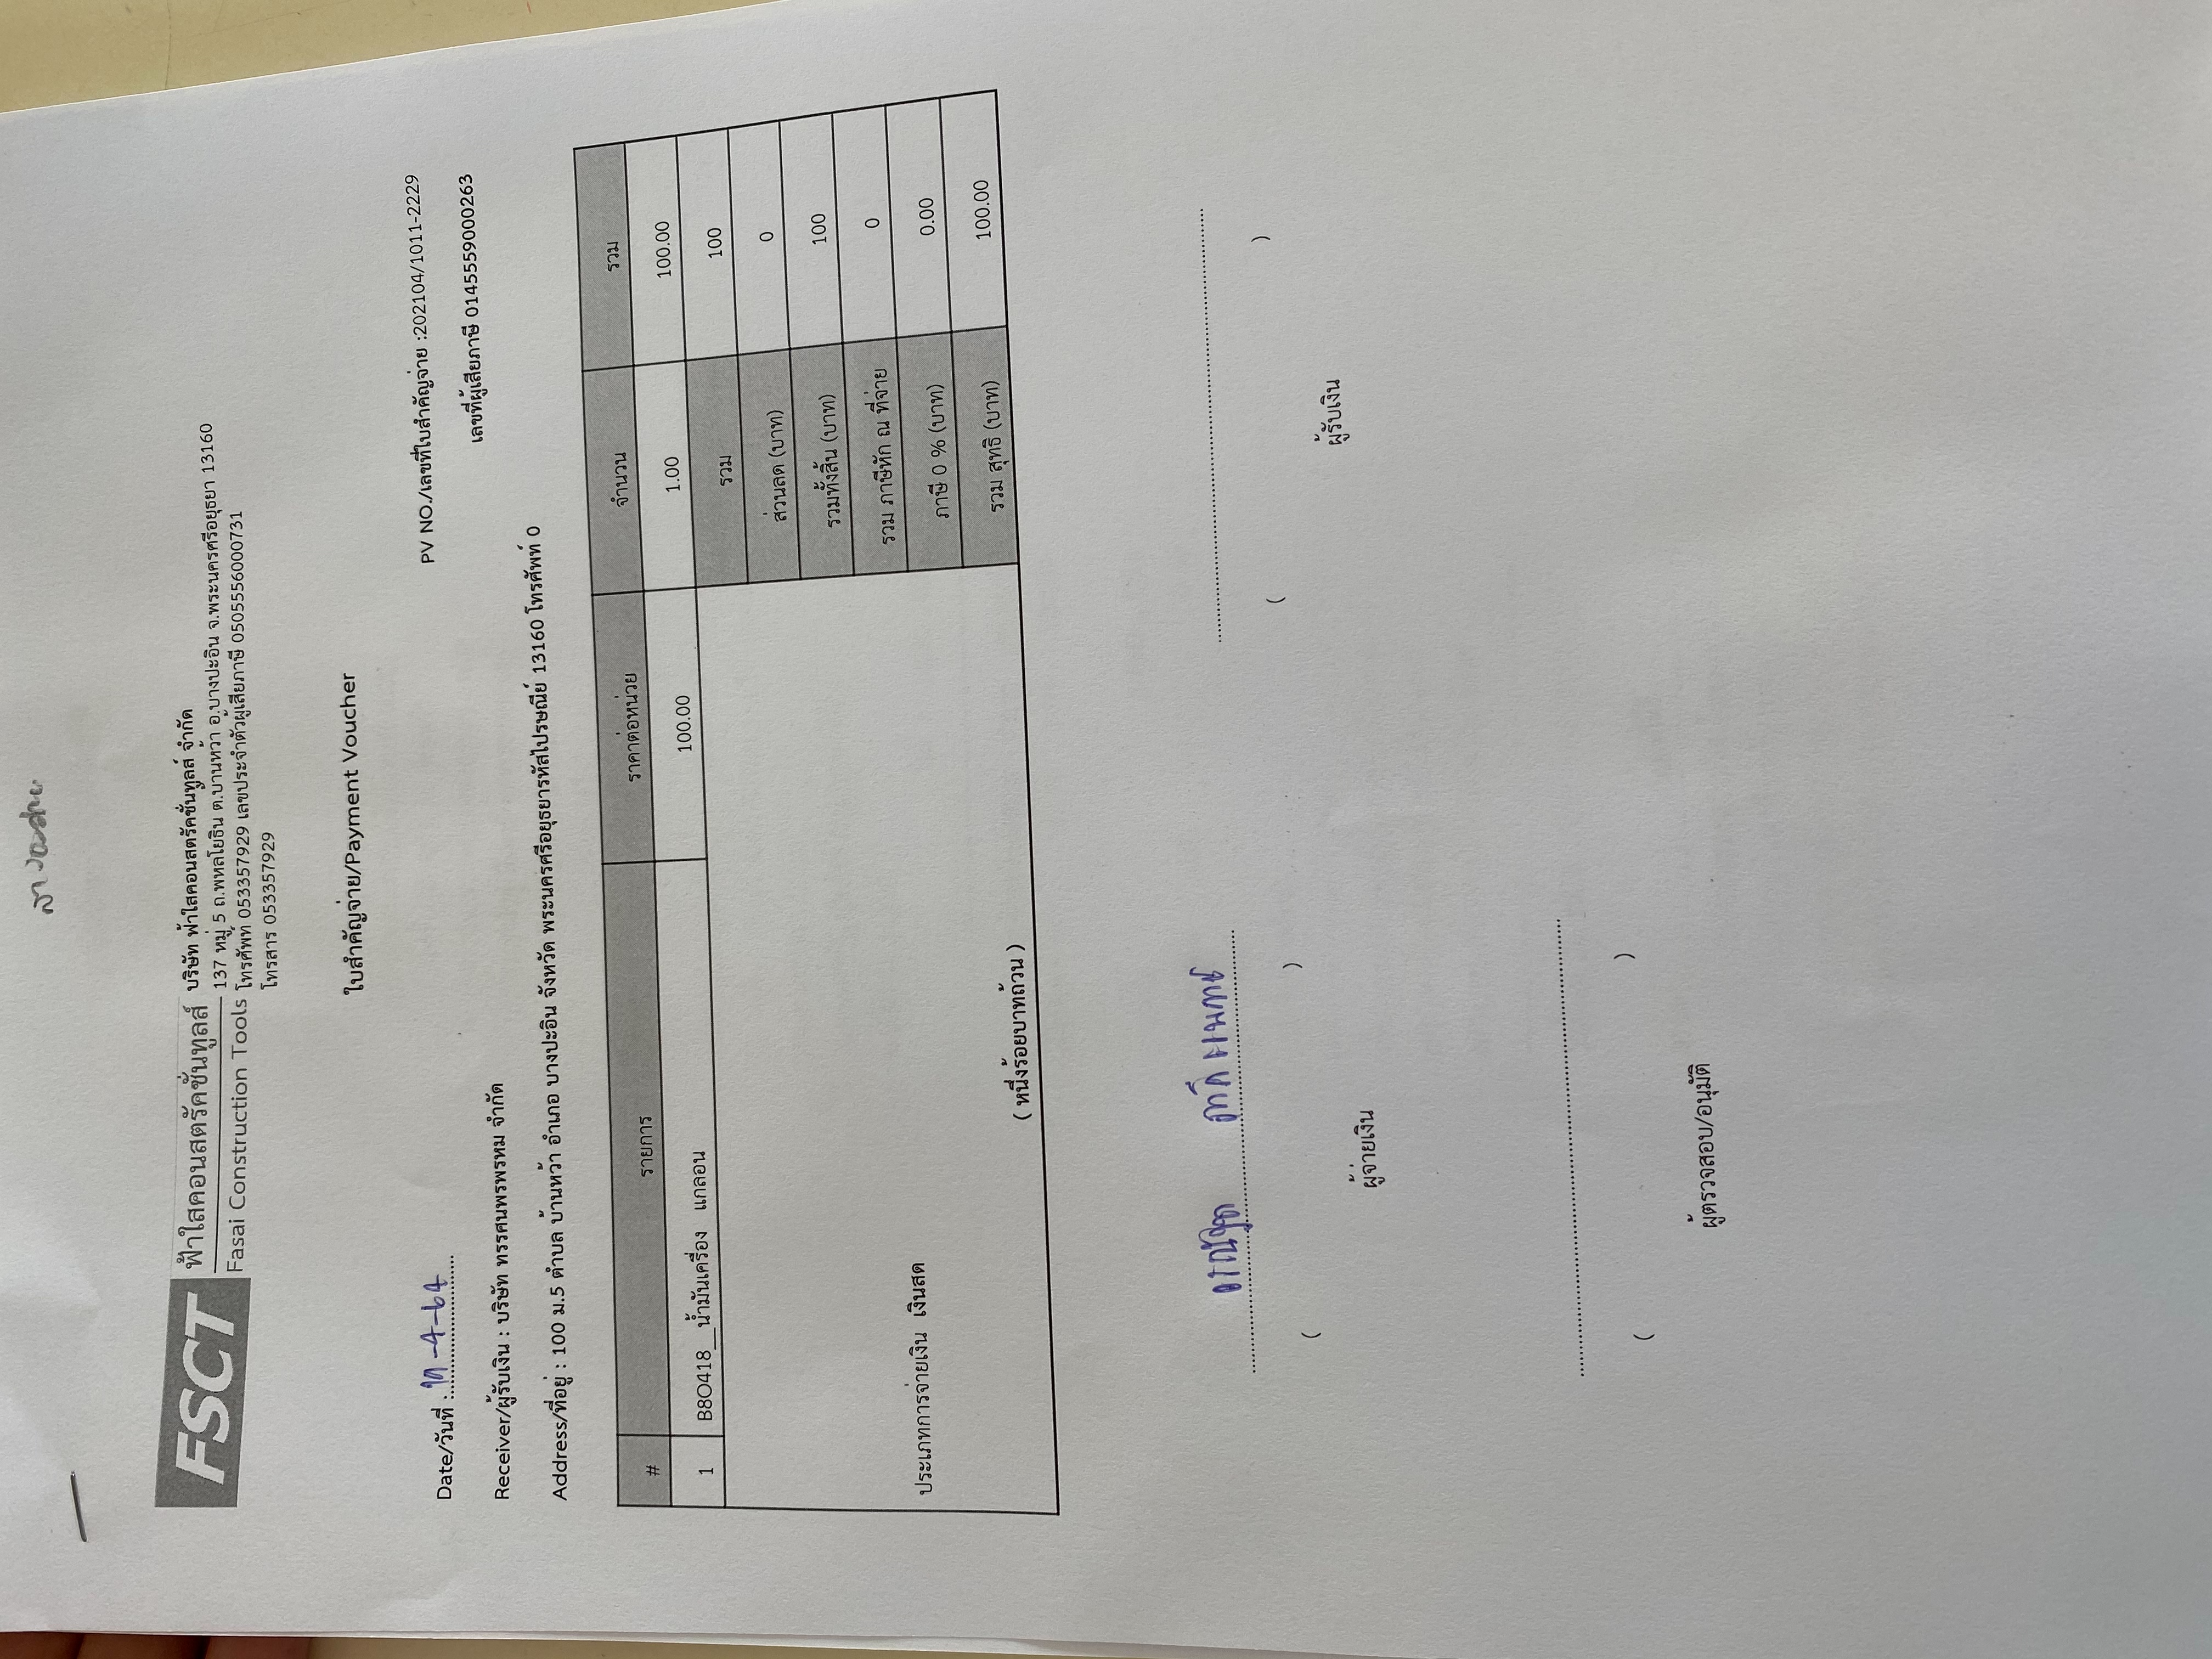 FSCT
ฟ้าใสคอนสตรัคชั่นทูลส์
Fasai Construction Tools
บริษัท ฟ้าใสคอนสตรัคชั่นทูลส์ จำกัด
137 หมู่ 5 ถ.พหลโยธิน ต.บ้านหว้า อ.บางปะอิน จ.พระนครศรีอยุธยา 13160
โทรศัพท์ 053357929 เลขประจำตัวผู้เสียภาษี 0505556000731
โทรสาร 053357929
ใบสำคัญจ่าย/Payment Voucher
PV NO./เลขที่ใบสำคัญจ่าย :202104/1011-2229
Date/วันที่ :
เลขที่ผู้เสียภาษี 0145559000263
Receiver/ผู้รับเงิน : บริษัท ทรรศนพรพรหม จำกัด
Address/ที่อยู่ : 100 ม.5 ตำบล บ้านหว้า อำเภอ บางปะอิน จังหวัด พระนครศรีอยุธยารหัสไปรษณีย์ 13160 โทรศัพท์ 0
# รายการ ราคาต่อหน่วย จำนวน รวม
1 B8O418__น้ำมันเครื่อง แกลอน 100.00 1.00 100.00
รวม 100
ส่วนลด (บาท) 0
รวมทั้งสิ้น (บาท) 100
รวม ภาษีหัก ณ ที่จ่าย 0
ประเภทการจ่ายเงิน เงินสด
ภาษี 0 % (บาท) 0.00
รวม สุทธิ (บาท) 100.00
( หนึ่งร้อยบาทถ้วน )
( ) ( )
ผู้จ่ายเงิน ผู้รับเงิน
( )
ผู้ตรวจสอบ/อนุมัติ